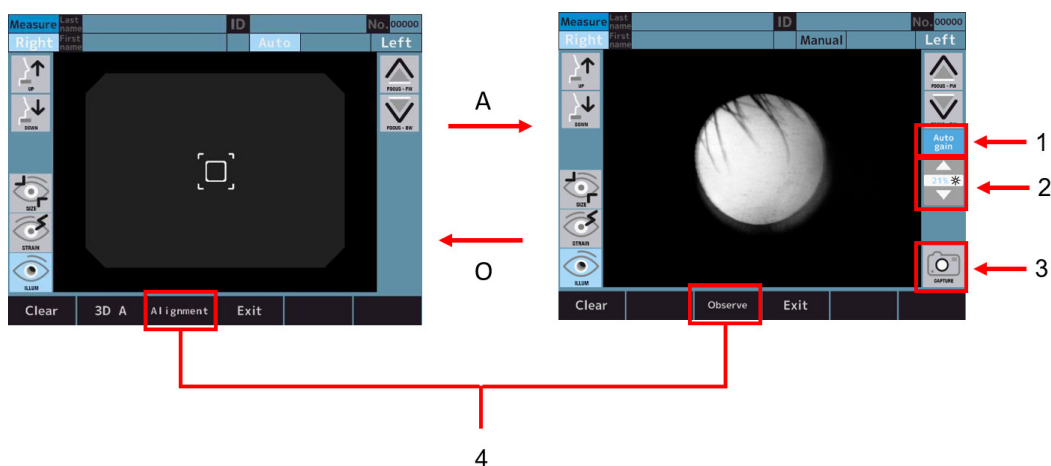 Measure Last name ID No. 00000
Right First name Auto Left
UP
DOWN
SIZE
STRAIN
ILLUM
FOCUS - FW
FOCUS - BW
Clear 3D A Alignment Exit
A
O
Measure Last name ID No. 00000
Right First name Manual Left
UP
DOWN
SIZE
STRAIN
ILLUM
FOCUS - FW
Auto
gain
21%
CAPTURE
Clear Observe Exit
1
2
3
4